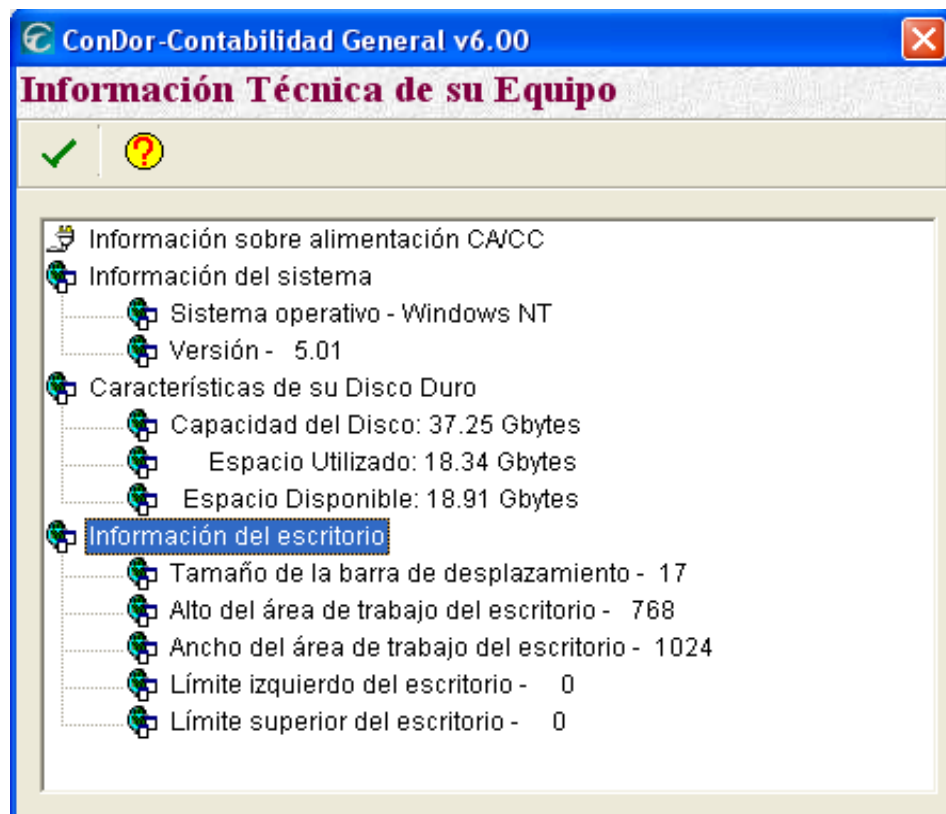 ConDor-Contabilidad General v6.00
Información Técnica de su Equipo
?
Información sobre alimentación CA/CC
Información del sistema
Sistema operativo - Windows NT
Versión - 5.01
Características de su Disco Duro
Capacidad del Disco: 37.25 Gbytes
Espacio Utilizado: 18.34 Gbytes
Espacio Disponible: 18.91 Gbytes
Información del escritorio
Tamaño de la barra de desplazamiento - 17
Alto del área de trabajo del escritorio - 768
Ancho del área de trabajo del escritorio - 1024
Límite izquierdo del escritorio - 0
Límite superior del escritorio - 0